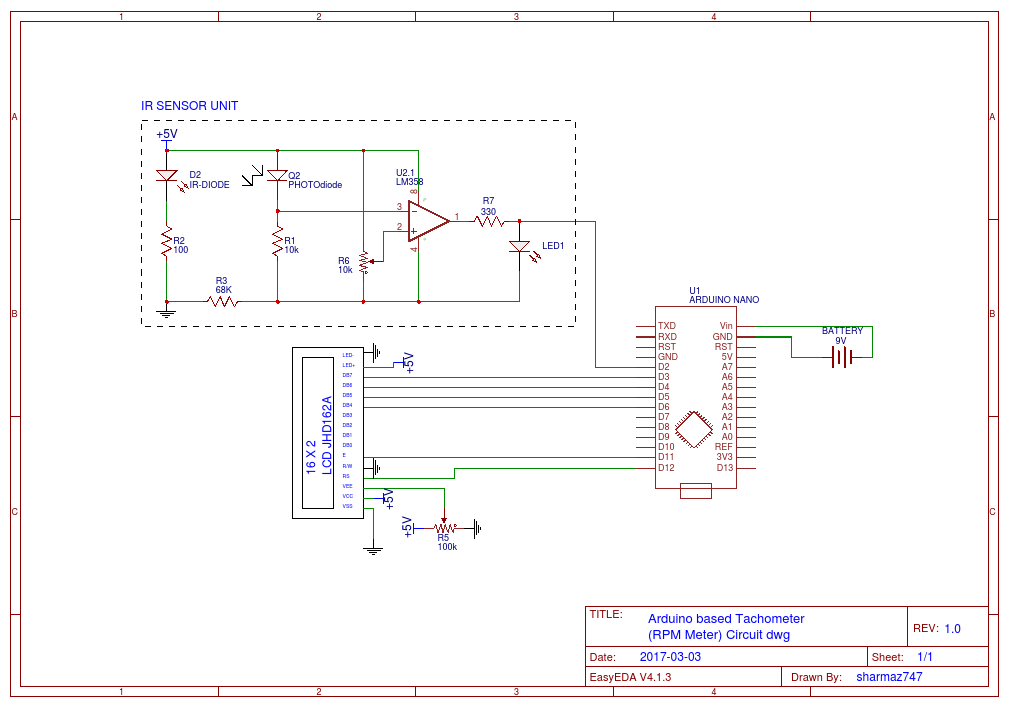 1 2 3 4
A A
B B
C C
IR SENSOR UNIT
+5V
D2
IR-DIODE
Q2
PHOTOdiode
U2.1
LM358
8
3
2
1
4
R7
330
LED1
R2
100
R1
10k
R6
10k
R3
68K
U1
ARDUINO NANO
TXD Vin
RXD GND
RST RST
GND 5V
D2 A7
D3 A6
D4 A5
D5 A4
D6 A3
D7 A2
D8 A1
D9 A0
D10 REF
D11 3V3
D12 D13
BATTERY
9V
16 X 2
LCD JHD162A
LED-
LED+
DB7
DB6
DB5
DB4
DB3
DB2
DB1
DB0
E
R/W
RS
VEE
VCC
VSS
+5V
+5V
+5V
R5
100k
TITLE:
Arduino based Tachometer
(RPM Meter) Circuit dwg
REV: 1.0
Date: 2017-03-03
Sheet: 1/1
EasyEDA V4.1.3
Drawn By: sharmaz747
1 2 3 4